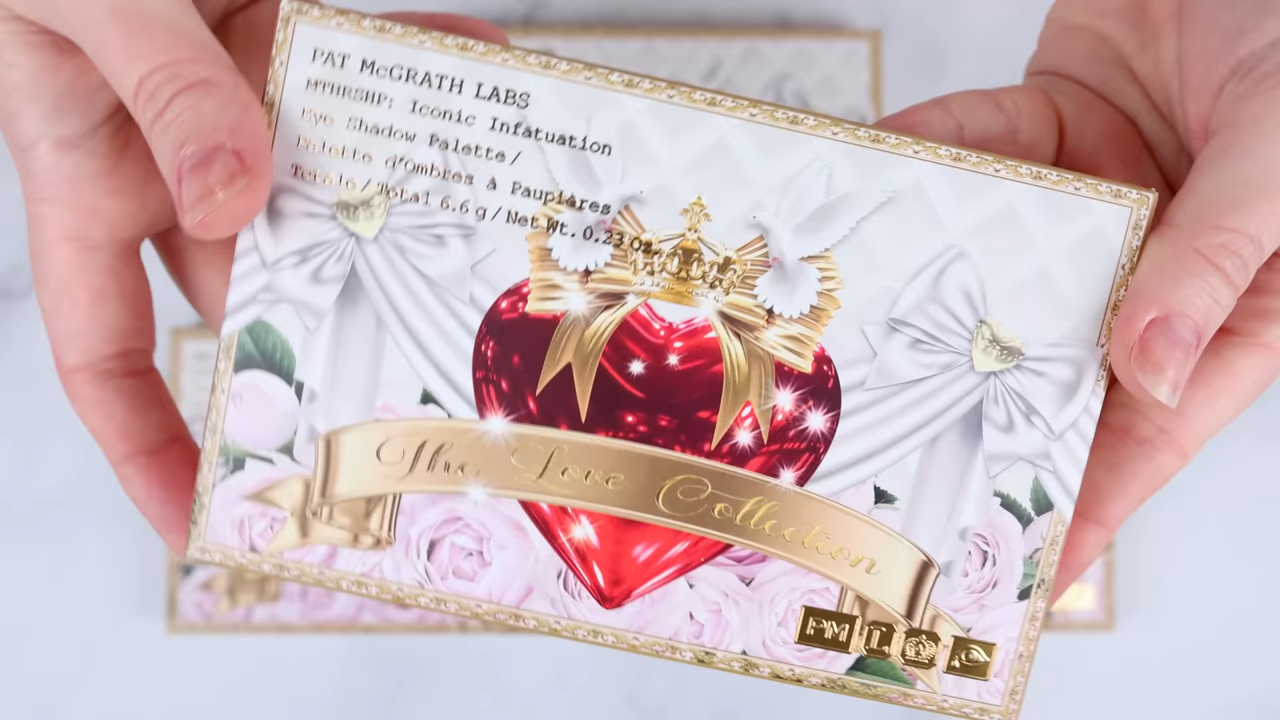 PAT McGRATH LABS
MTHRSHP: Iconic Infatuation
Eye Shadow Palette /
Palette d'Ombres à Paupières
Totale/Total 6.6 g / Net Wt. 0.23 oz.
The Love Collection
PM L